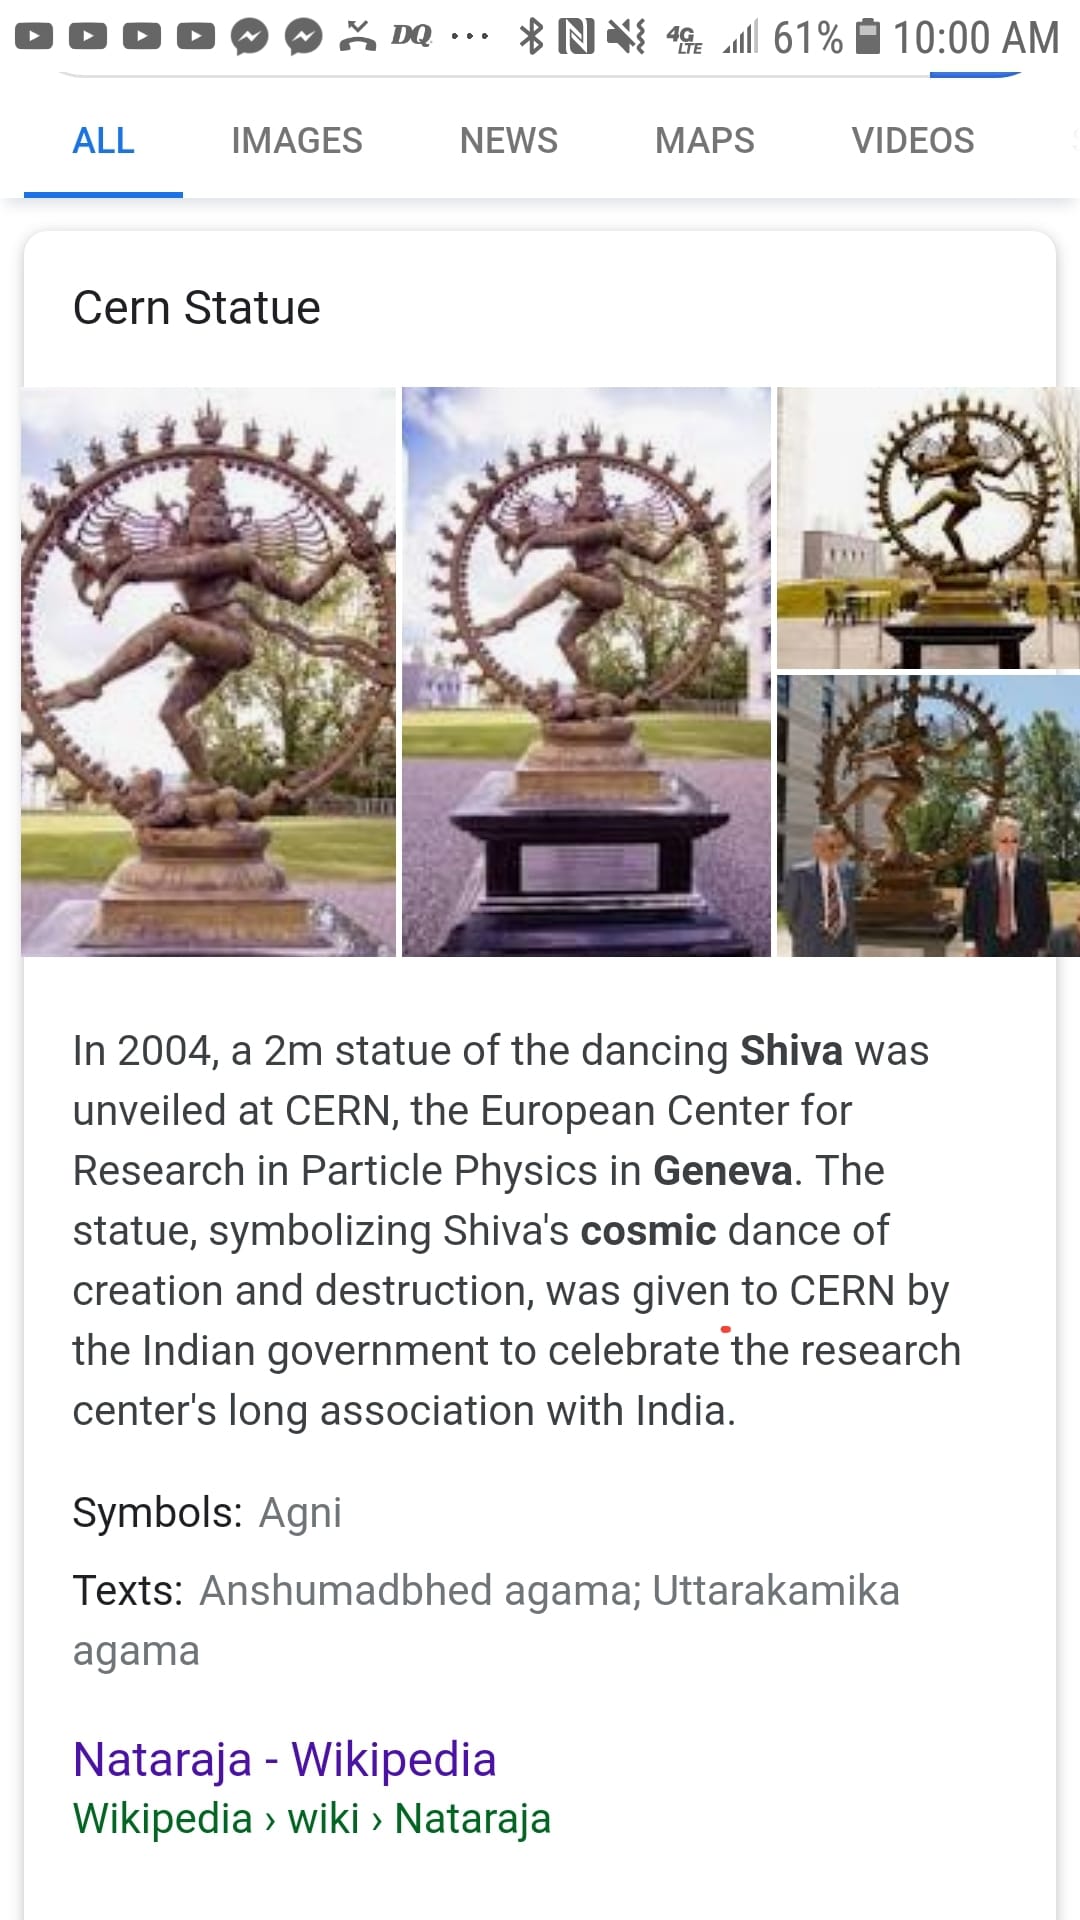 DQ ... 4G LTE 61% 10:00 AM
ALL IMAGES NEWS MAPS VIDEOS
Cern Statue
In 2004, a 2m statue of the dancing Shiva was
unveiled at CERN, the European Center for
Research in Particle Physics in Geneva. The
statue, symbolizing Shiva's cosmic dance of
creation and destruction, was given to CERN by
the Indian government to celebrate the research
center's long association with India.
Symbols: Agni
Texts: Anshumadbhed agama; Uttarakamika
agama
Nataraja - Wikipedia
Wikipedia › wiki › Nataraja